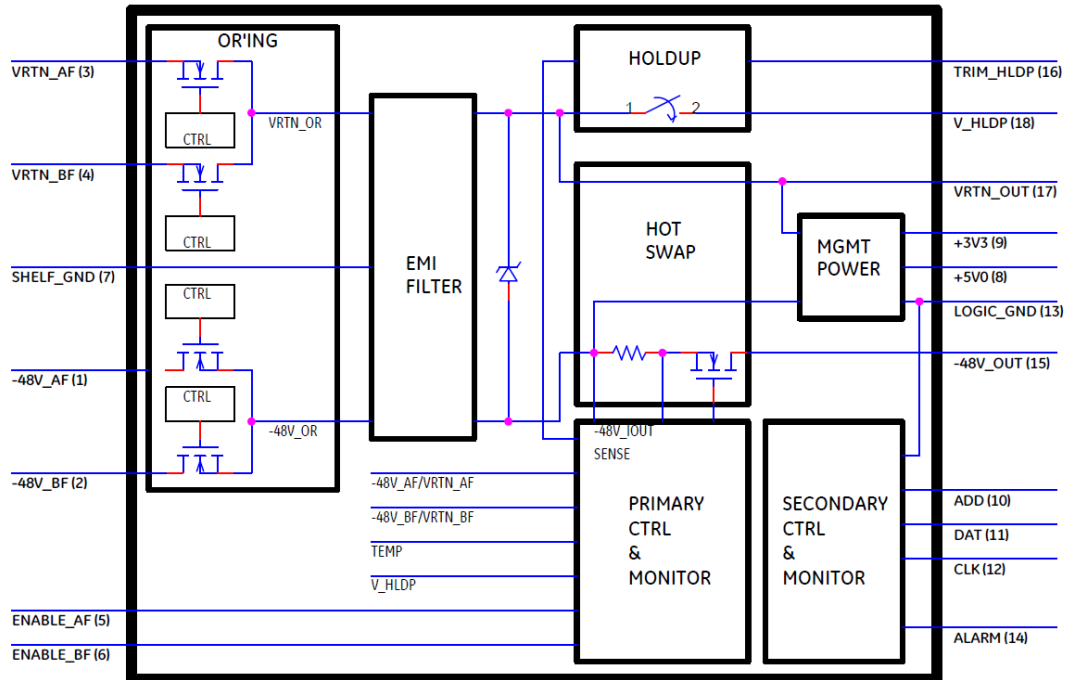 OR'ING
HOLDUP
VRTN_AF (3)
TRIM_HLDP (16)
1
2
CTRL
VRTN_OR
V_HLDP (18)
VRTN_BF (4)
VRTN_OUT (17)
CTRL
HOT
SWAP
MGMT
POWER
+3V3 (9)
EMI
FILTER
SHELF_GND (7)
+5V0 (8)
CTRL
LOGIC_GND (13)
-48V_OUT (15)
-48V_AF (1)
CTRL
-48V_OR
-48V_IOUT
SENSE
-48V_BF (2)
-48V_AF/VRTN_AF
PRIMARY
CTRL
&
MONITOR
SECONDARY
CTRL
&
MONITOR
ADD (10)
-48V_BF/VRTN_BF
DAT (11)
TEMP
CLK (12)
V_HLDP
ENABLE_AF (5)
ALARM (14)
ENABLE_BF (6)